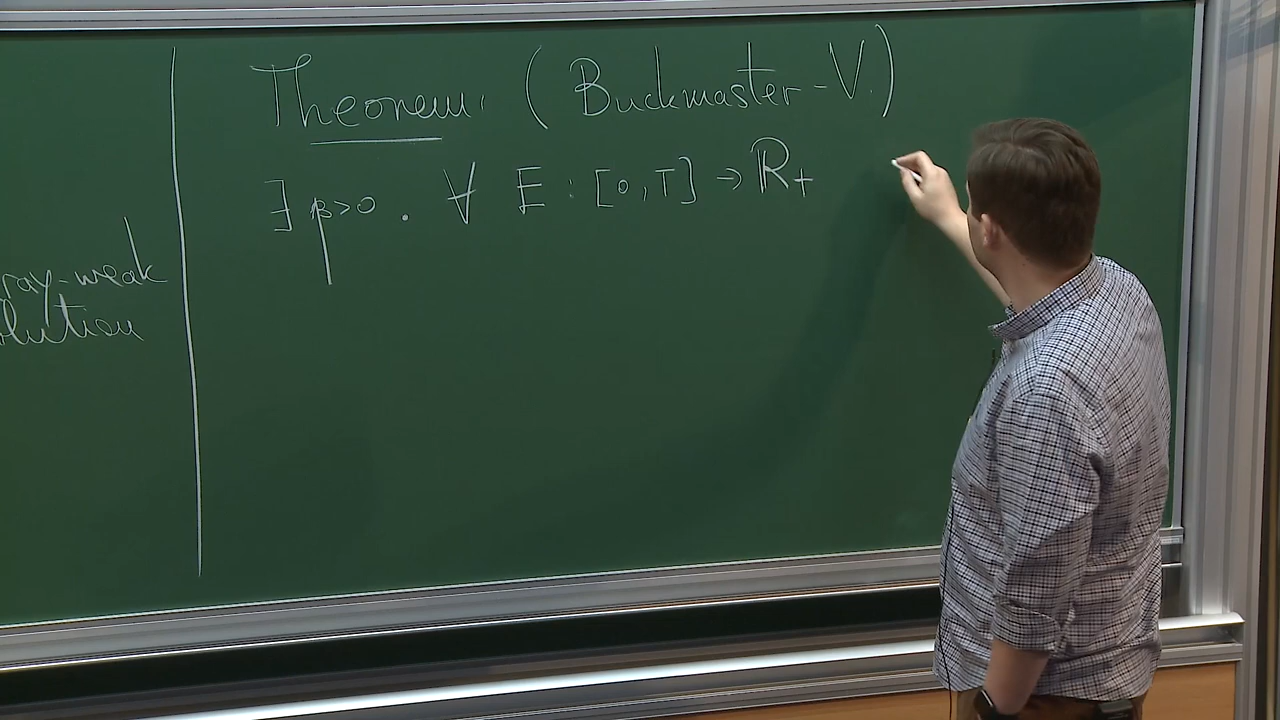 ray-weak
olution
Theorem: (Buckmaster-V.)
∃ β>0 . ∀ E : [0,T] → ℝ+